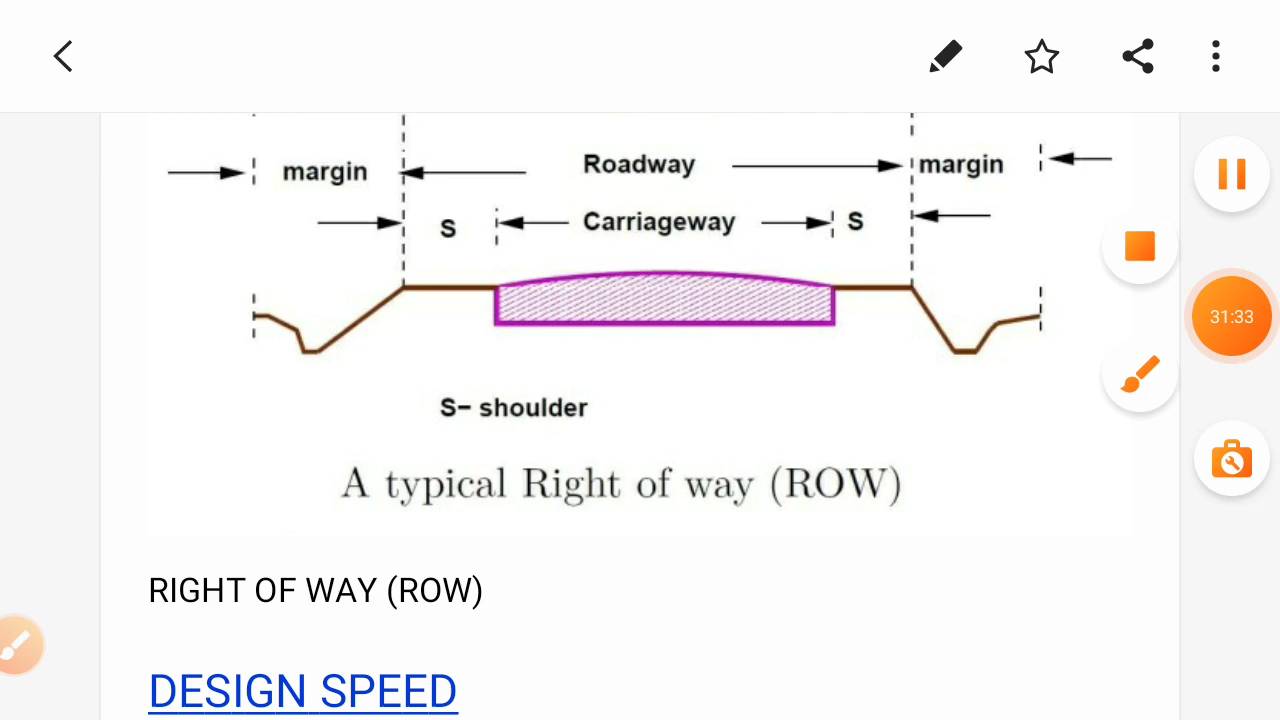 margin Roadway margin
S Carriageway S
S- shoulder
A typical Right of way (ROW)
RIGHT OF WAY (ROW)
DESIGN SPEED
31:33